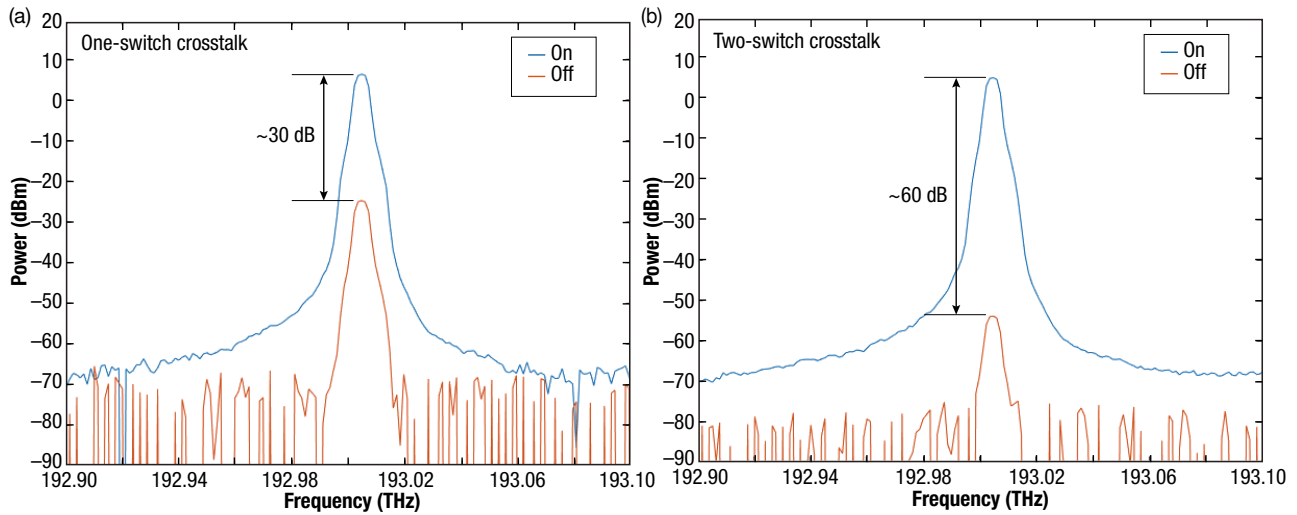 (a)
One-switch crosstalk
On
Off
~30 dB
20
10
0
–10
–20
–30
–40
–50
–60
–70
–80
–90
Power (dBm)
192.90
192.94
192.98
193.02
193.06
193.10
Frequency (THz)
(b)
Two-switch crosstalk
On
Off
~60 dB
20
10
0
–10
–20
–30
–40
–50
–60
–70
–80
–90
Power (dBm)
192.90
192.94
192.98
193.02
193.06
193.10
Frequency (THz)